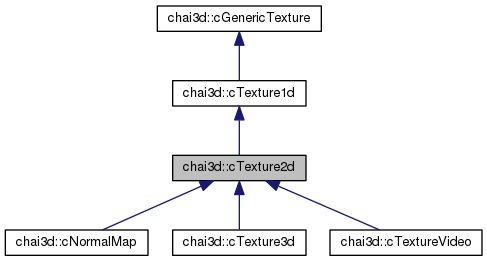 chai3d::cGenericTexture
chai3d::cTexture1d
chai3d::cTexture2d
chai3d::cNormalMap
chai3d::cTexture3d
chai3d::cTextureVideo